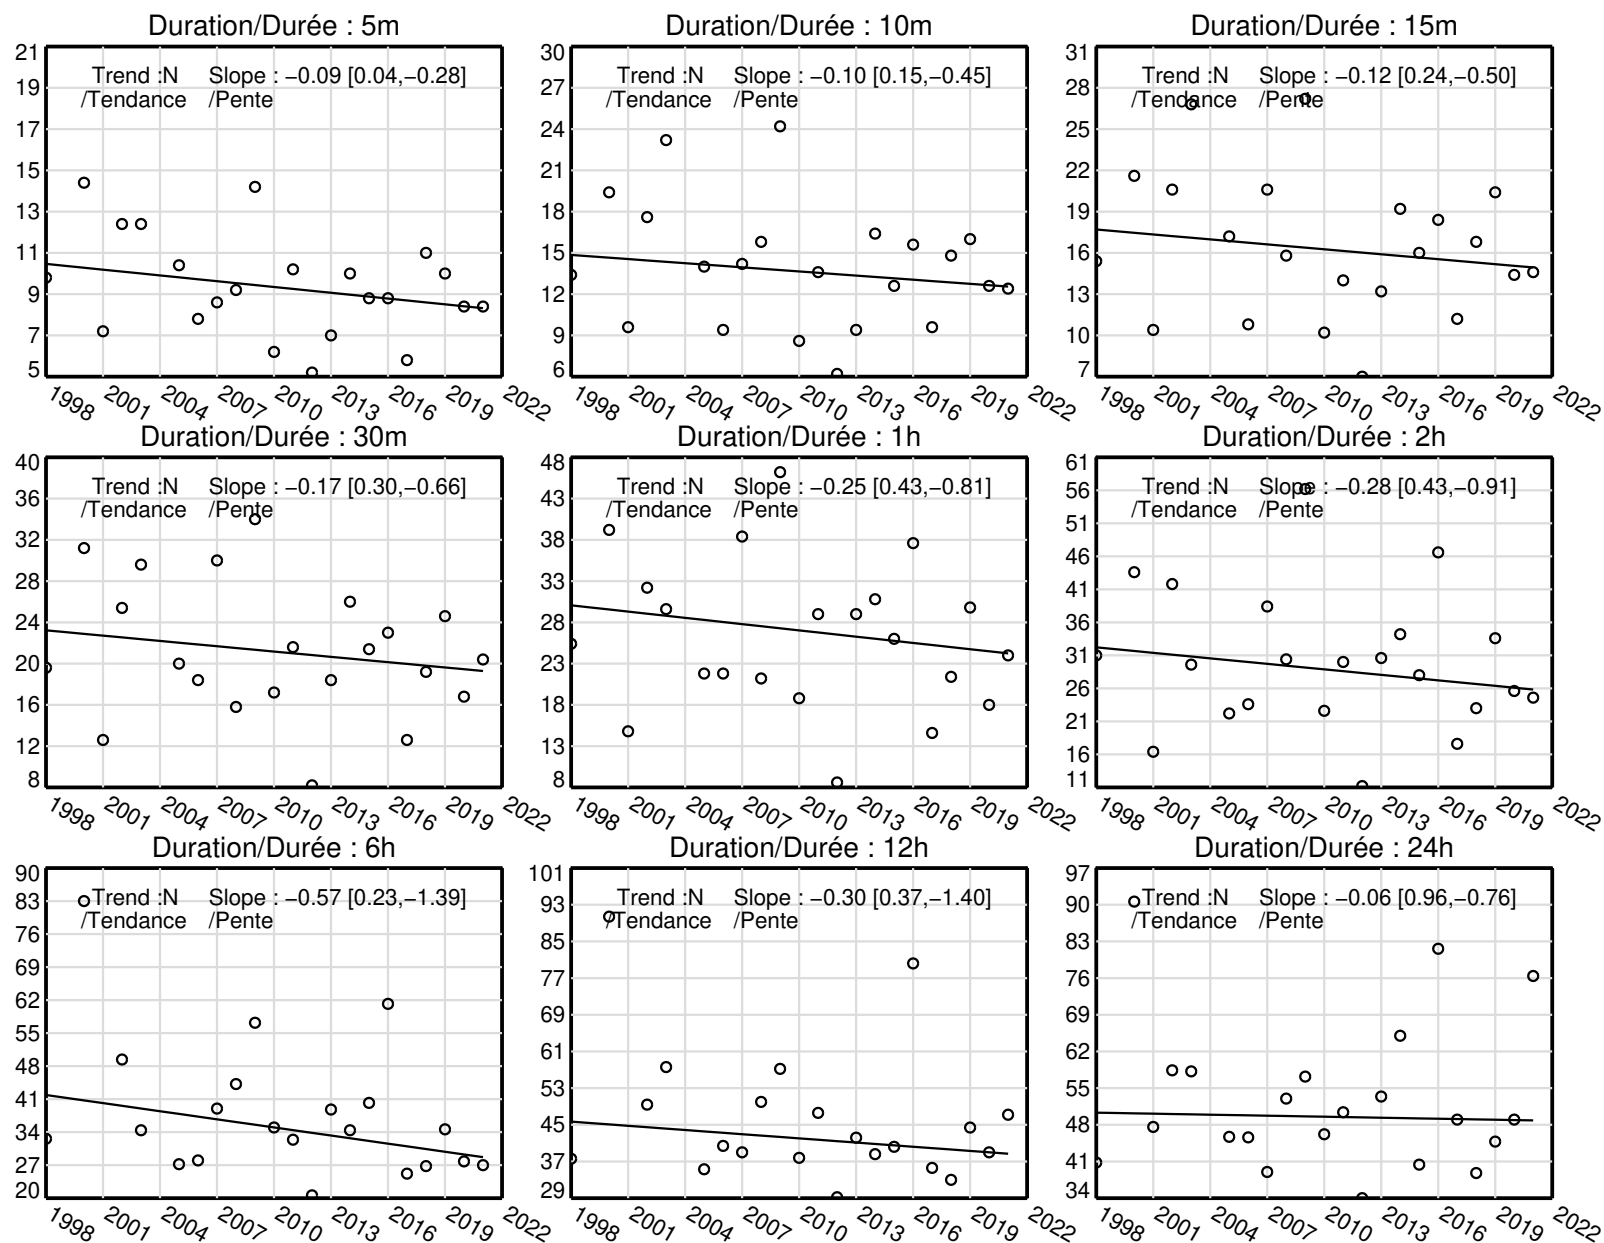 Duration/Durée : 5m
21
19
17
15
13
11
9
7
5
Trend :N Slope : −0.09 [0.04,−0.28]
/Tendance /Pente
1998 2001 2004 2007 2010 2013 2016 2019 2022
Duration/Durée : 10m
30
27
24
21
18
15
12
9
6
Trend :N Slope : −0.10 [0.15,−0.45]
/Tendance /Pente
1998 2001 2004 2007 2010 2013 2016 2019 2022
Duration/Durée : 15m
31
28
25
22
19
16
13
10
7
Trend :N Slope : −0.12 [0.24,−0.50]
/Tendance /Pente
1998 2001 2004 2007 2010 2013 2016 2019 2022
Duration/Durée : 30m
40
36
32
28
24
20
16
12
8
Trend :N Slope : −0.17 [0.30,−0.66]
/Tendance /Pente
1998 2001 2004 2007 2010 2013 2016 2019 2022
Duration/Durée : 1h
48
43
38
33
28
23
18
13
8
Trend :N Slope : −0.25 [0.43,−0.81]
/Tendance /Pente
1998 2001 2004 2007 2010 2013 2016 2019 2022
Duration/Durée : 2h
61
56
51
46
41
36
31
26
21
16
11
Trend :N Slope : −0.28 [0.43,−0.91]
/Tendance /Pente
1998 2001 2004 2007 2010 2013 2016 2019 2022
Duration/Durée : 6h
90
83
76
69
62
55
48
41
34
27
20
Trend :N Slope : −0.57 [0.23,−1.39]
/Tendance /Pente
1998 2001 2004 2007 2010 2013 2016 2019 2022
Duration/Durée : 12h
101
93
85
77
69
61
53
45
37
29
Trend :N Slope : −0.30 [0.37,−1.40]
/Tendance /Pente
1998 2001 2004 2007 2010 2013 2016 2019 2022
Duration/Durée : 24h
97
90
83
76
69
62
55
48
41
34
Trend :N Slope : −0.06 [0.96,−0.76]
/Tendance /Pente
1998 2001 2004 2007 2010 2013 2016 2019 2022